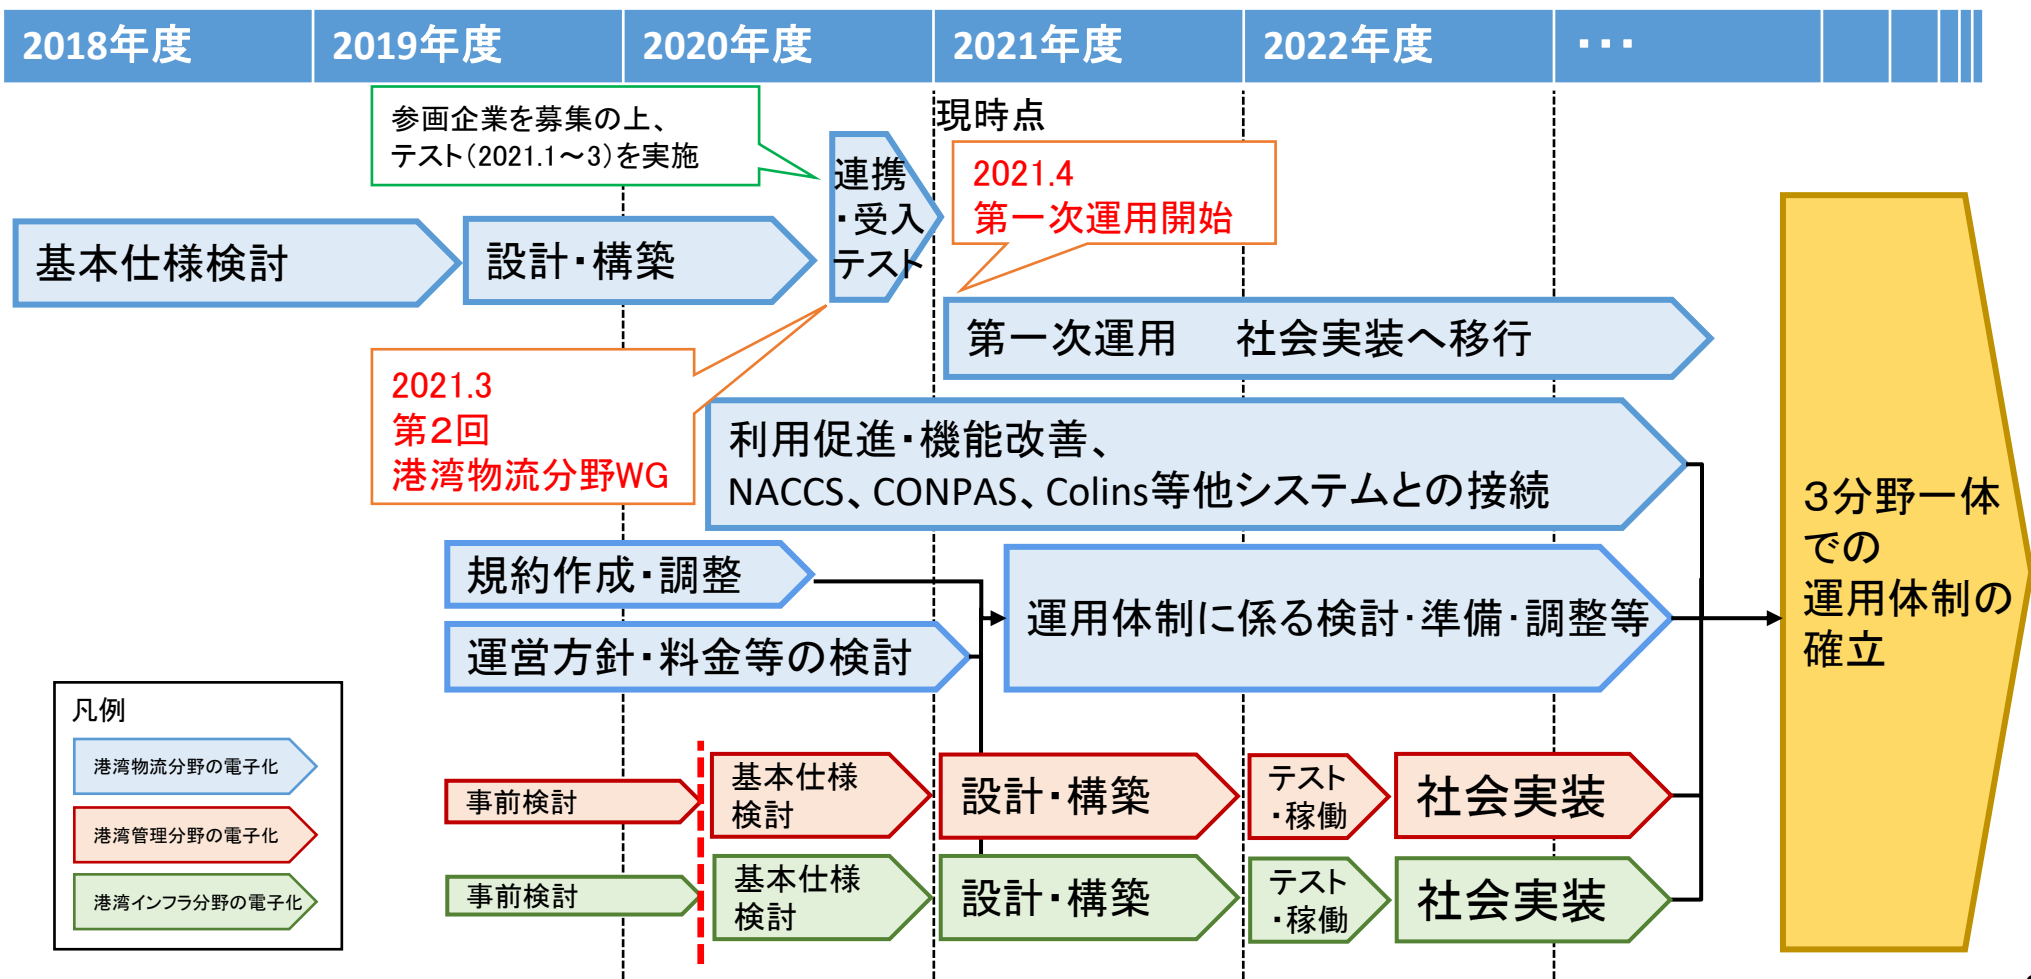 2018年度
2019年度
2020年度
2021年度
2022年度
・・・
参画企業を募集の上、
テスト(2021.1～3)を実施
現時点
連携
・受入
テスト
2021.4
第一次運用開始
基本仕様検討
設計・構築
第一次運用　社会実装へ移行
2021.3
第2回
港湾物流分野WG
利用促進・機能改善、
NACCS、CONPAS、Colins等他システムとの接続
規約作成・調整
運営方針・料金等の検討
運用体制に係る検討・準備・調整等
3分野一体
での
運用体制の
確立
凡例
港湾物流分野の電子化
港湾管理分野の電子化
港湾インフラ分野の電子化
事前検討
基本仕様
検討
設計・構築
テスト
・稼働
社会実装
事前検討
基本仕様
検討
設計・構築
テスト
・稼働
社会実装